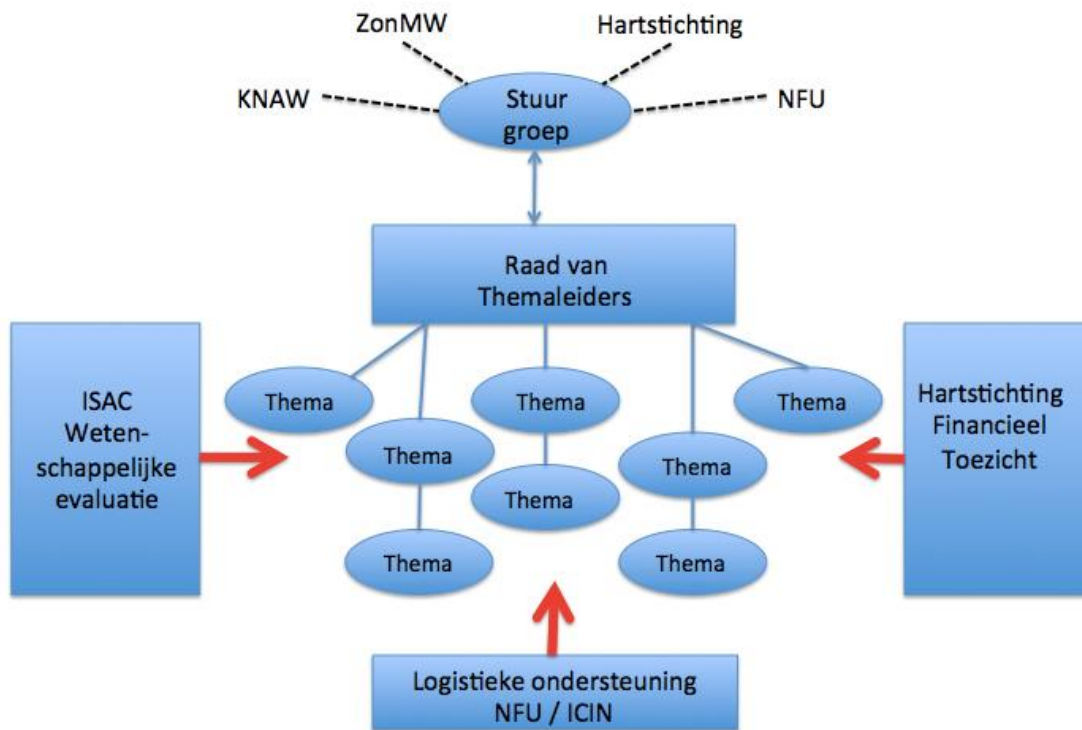 ZonMW
Hartstichting
KNAW
Stuur
groep
NFU
Raad van
Themaleiders
ISAC
Weten-
schappelijke
evaluatie
Thema
Thema
Thema
Thema
Thema
Thema
Thema
Thema
Hartstichting
Financieel
Toezicht
Logistieke ondersteuning
NFU / ICIN